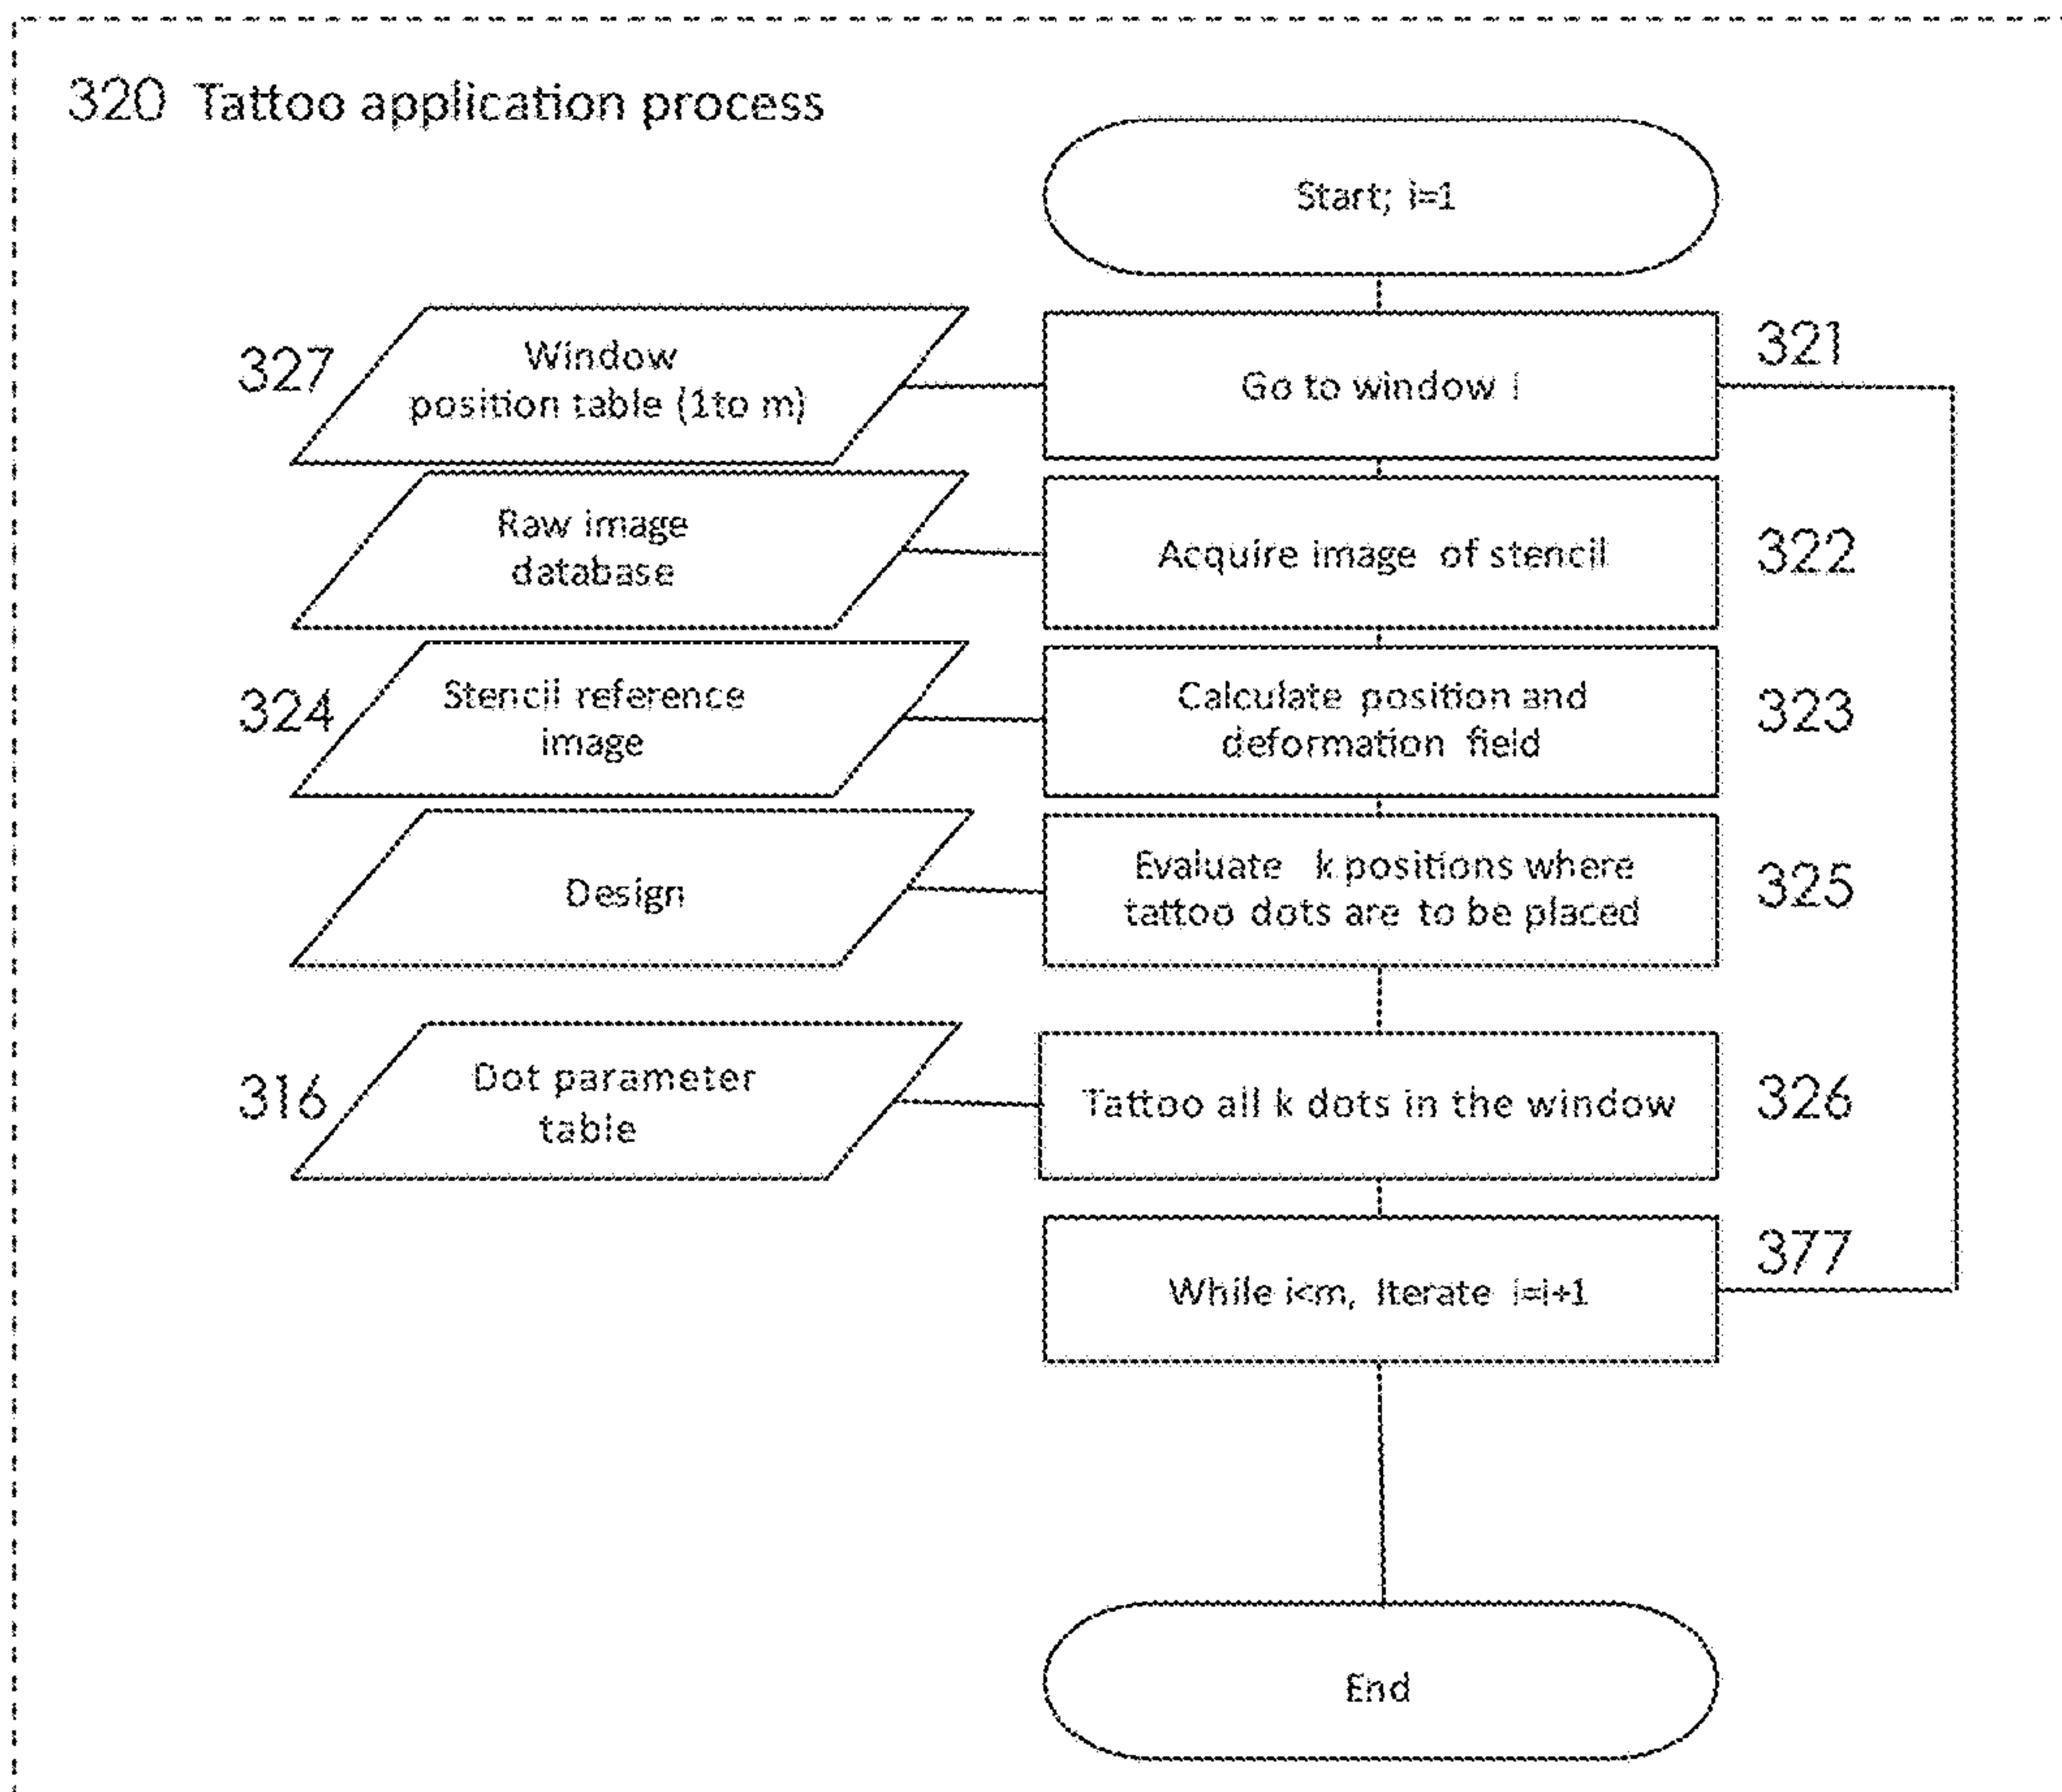 320 Tattoo application process
Start; i=1
327
Window
position table (1to m)
Go to window i
321
Raw image
database
Acquire image of stencil
322
324
Stencil reference
image
Calculate position and
deformation field
323
Design
Evaluate k positions where
tattoo dots are to be placed
325
316
Dot parameter
table
Tattoo all k dots in the window
326
While i<m, Iterate i=i+1
377
End